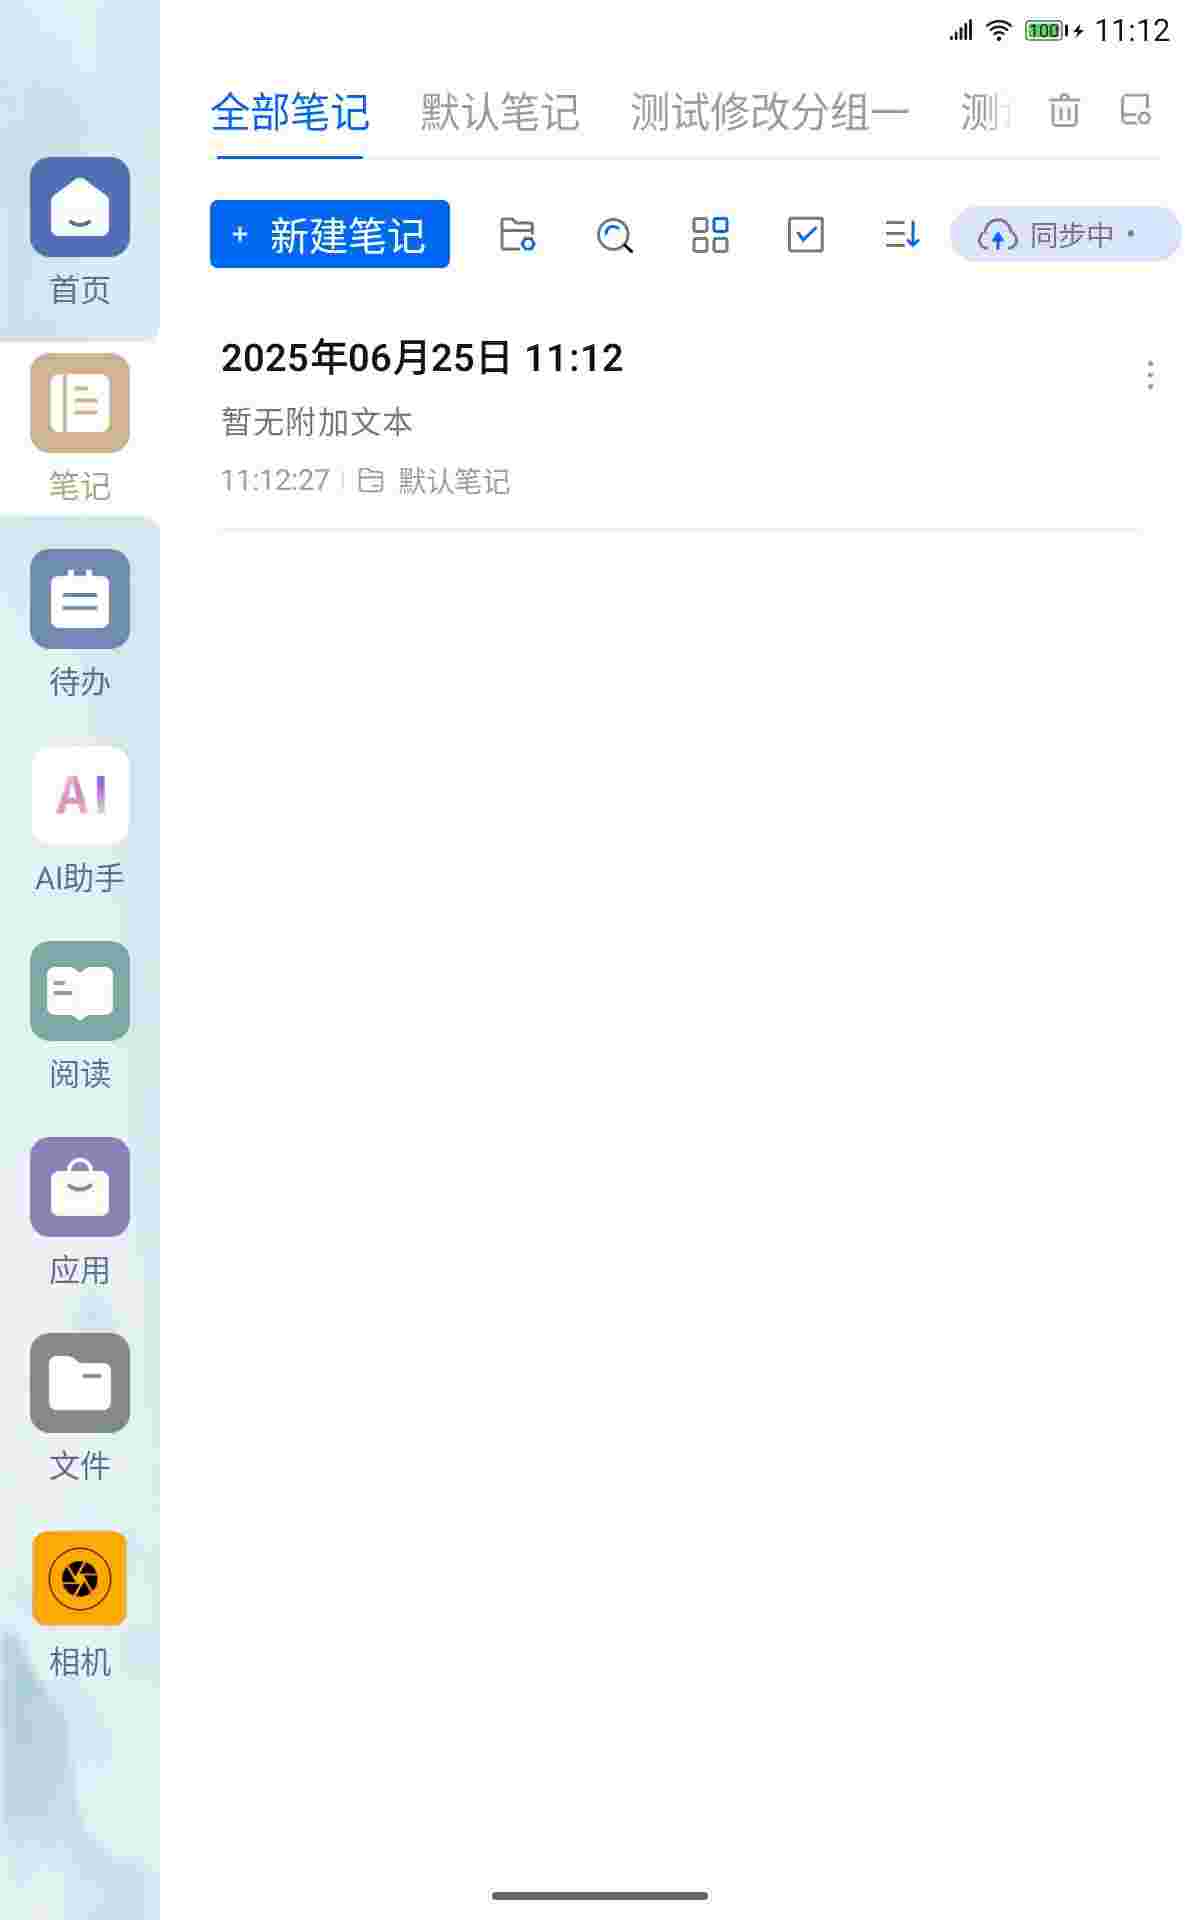 100 11:12
全部笔记 默认笔记 测试修改分组一 测
+ 新建笔记 同步中
首页
2025年06月25日 11:12
暂无附加文本
11:12:27 默认笔记
笔记
待办
AI
AI助手
阅读
应用
文件
相机